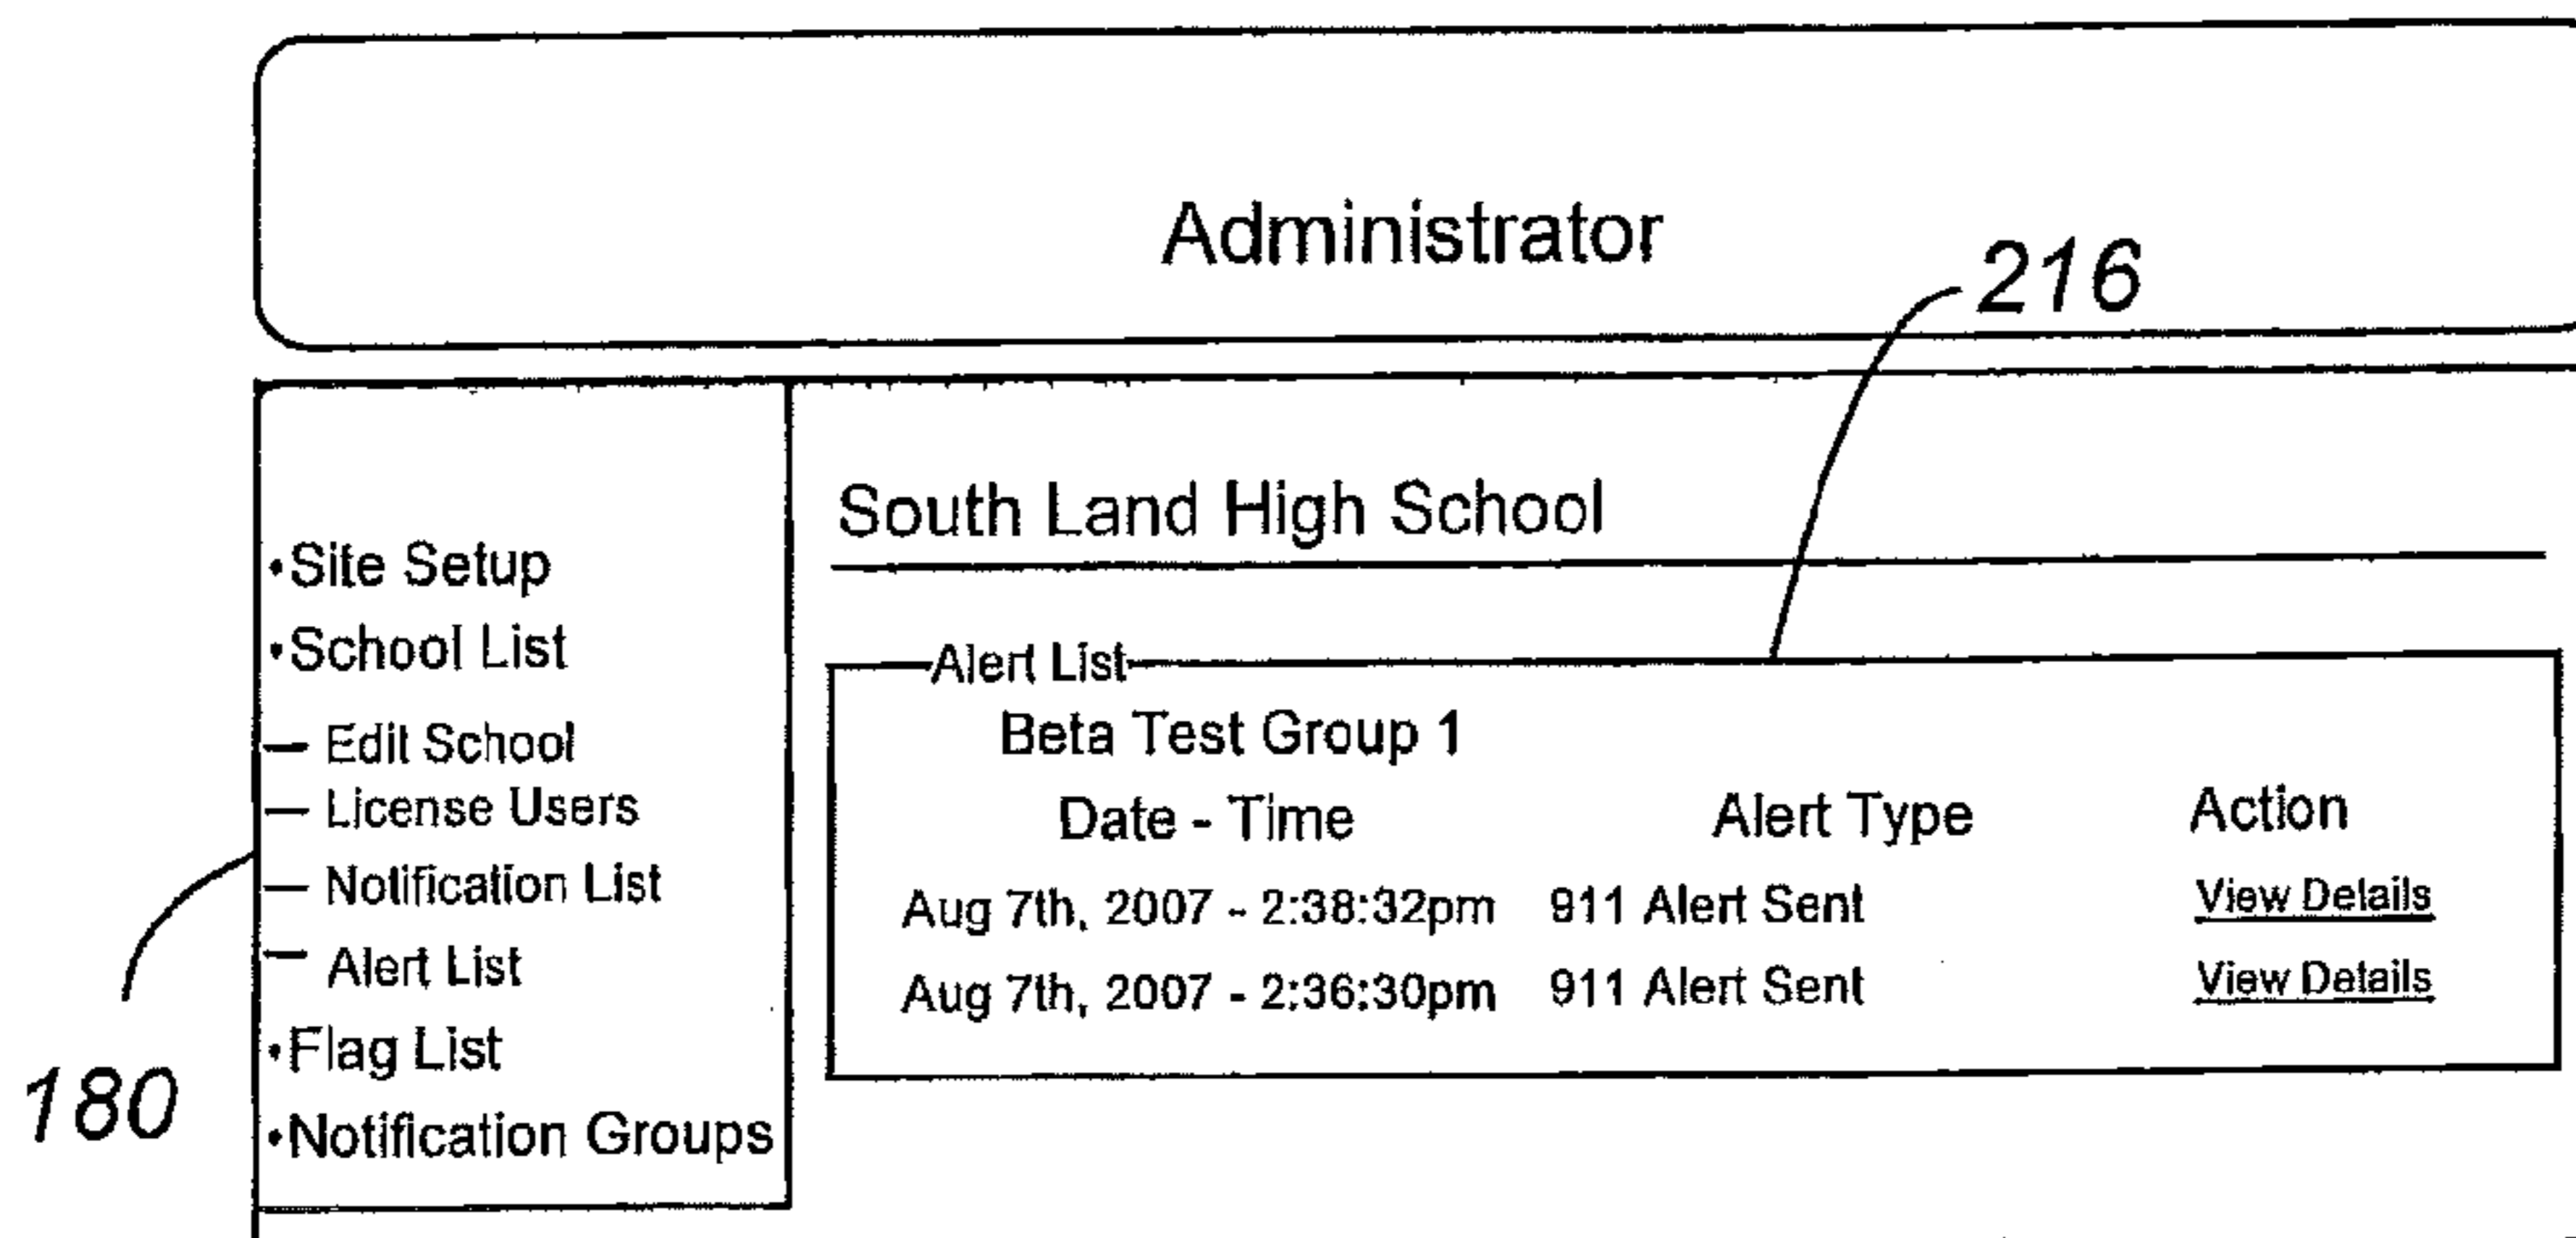 Administrator
216
•Site Setup
•School List
— Edit School
— License Users
— Notification List
— Alert List
•Flag List
•Notification Groups
180
South Land High School
Alert List
Beta Test Group 1
Date - Time Alert Type Action
Aug 7th, 2007 - 2:38:32pm 911 Alert Sent View Details
Aug 7th, 2007 - 2:36:30pm 911 Alert Sent View Details